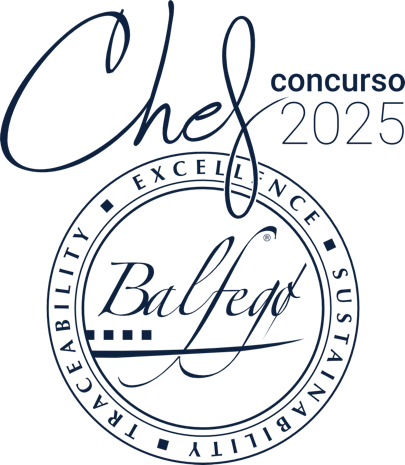 Chef
concurso
2025
EXCELLENCE
SUSTAINABILITY
TRACEABILITY
Balfegó
®